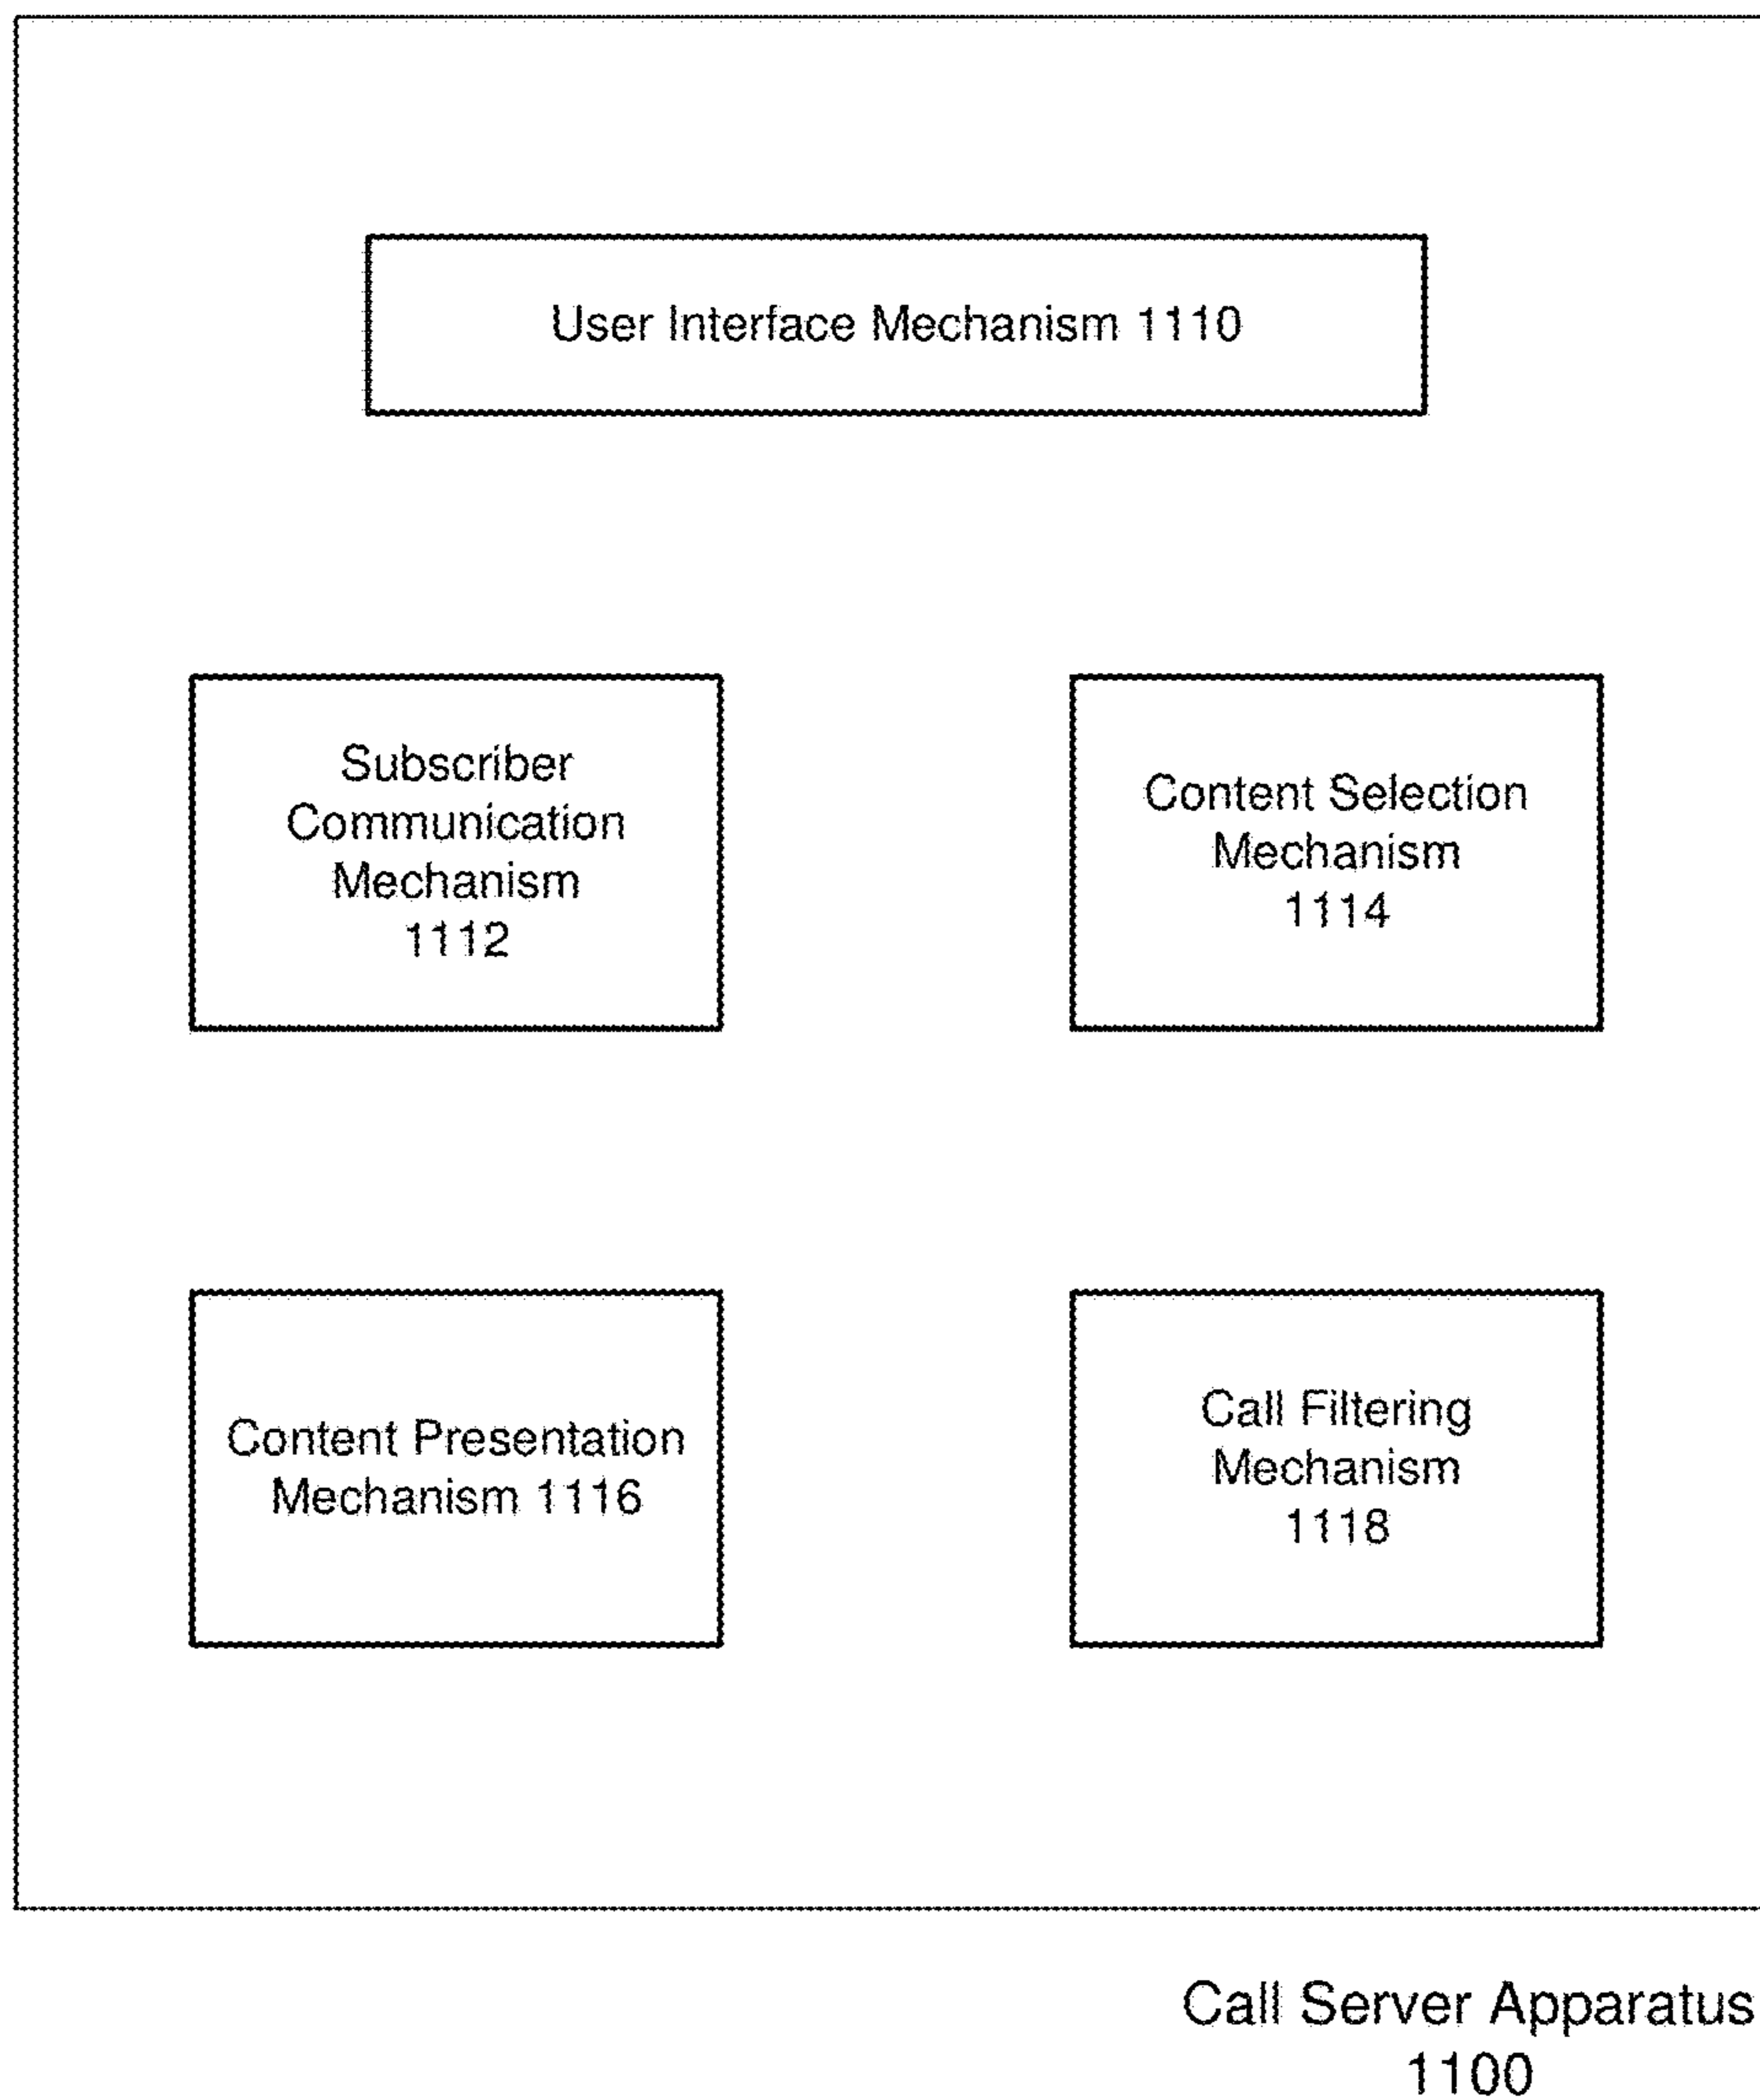 User Interface Mechanism 1110
Subscriber
Communication
Mechanism
1112
Content Selection
Mechanism
1114
Content Presentation
Mechanism 1116
Call Filtering
Mechanism
1118
Call Server Apparatus
1100